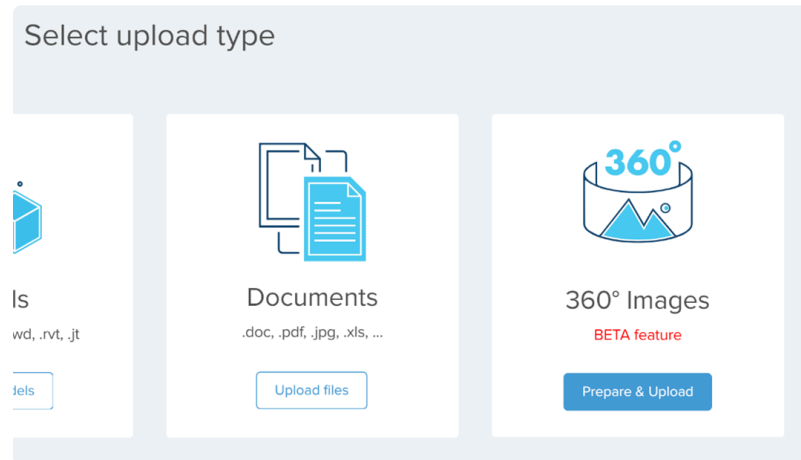 Select upload type
ls
wd, .rvt, .jt
dels
Documents
.doc, .pdf, .jpg, .xls, ...
Upload files
360°
360° Images
BETA feature
Prepare & Upload